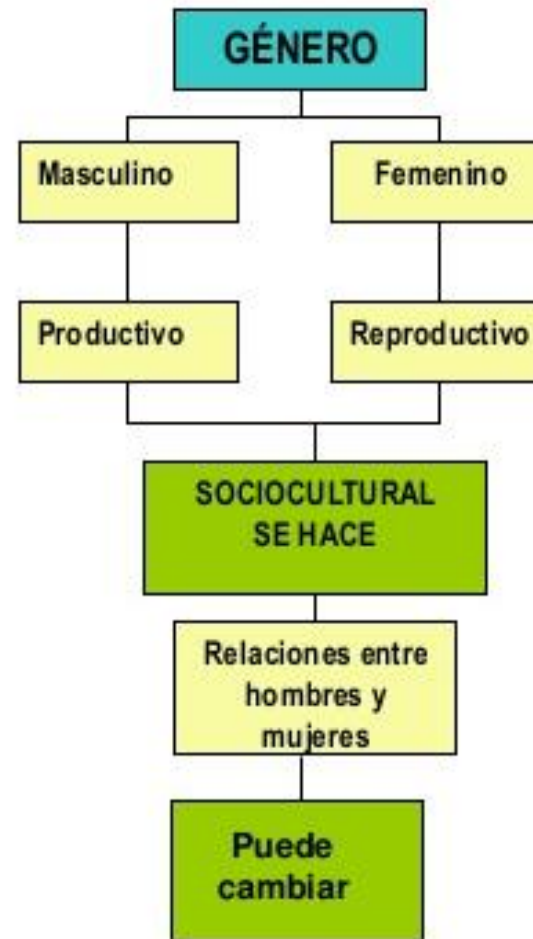 GÉNERO
Masculino
Femenino
Productivo
Reproductivo
SOCIOCULTURAL
SE HACE
Relaciones entre
hombres y
mujeres
Puede
cambiar